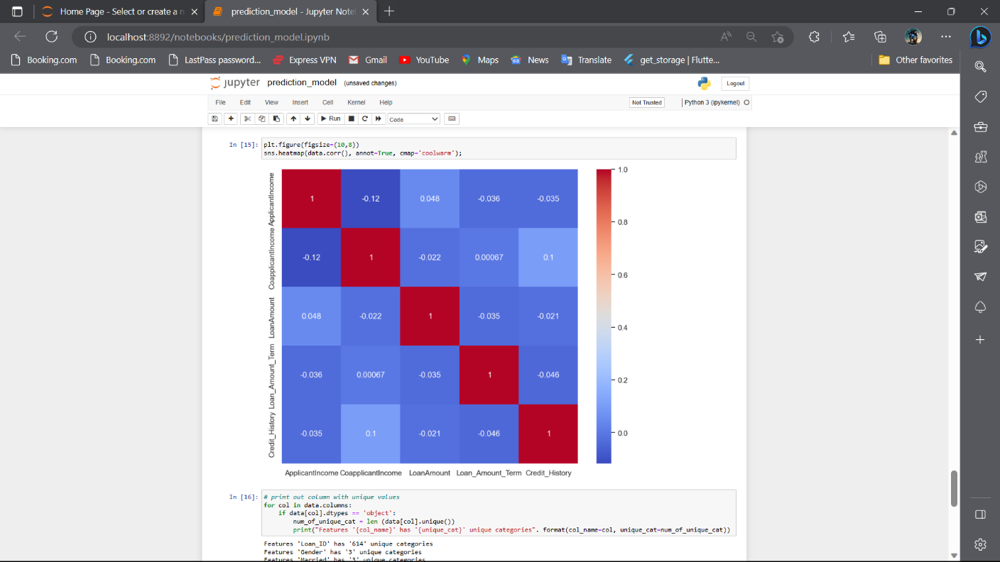 Home Page - Select or create a n
prediction_model - Jupyter Note
localhost:8892/notebooks/prediction_model.ipynb
Booking.com
Booking.com
LastPass password...
Express VPN
Gmail
YouTube
Maps
News
Translate
get_storage | Flutte...
Other favorites
jupyter prediction_model (unsaved changes)
Logout
File Edit View Insert Cell Kernel Help
Not Trusted
Python 3 (ipykernel)
Run
Code
In [15]: plt.figure(figsize=(10,8))
sns.heatmap(data.corr(), annot=True, cmap='coolwarm');
ApplicantIncome 1 -0.12 0.048 -0.036 -0.035
CoapplicantIncome -0.12 1 -0.022 0.00067 0.1
LoanAmount 0.048 -0.022 1 -0.035 -0.021
Loan_Amount_Term -0.036 0.00067 -0.035 1 -0.046
Credit_History -0.035 0.1 -0.021 -0.046 1
ApplicantIncome CoapplicantIncome LoanAmount Loan_Amount_Term Credit_History
1.0
0.8
0.6
0.4
0.2
0.0
In [16]: # print out column with unique values
for col in data.columns:
if data[col].dtypes == 'object':
num_of_unique_cat = len (data[col].unique())
print("Features '{col_name}' has '{unique_cat}' unique categories". format(col_name=col, unique_cat=num_of_unique_cat))
Features 'Loan_ID' has '614' unique categories
Features 'Gender' has '3' unique categories
Features 'Married' has '3' unique categories